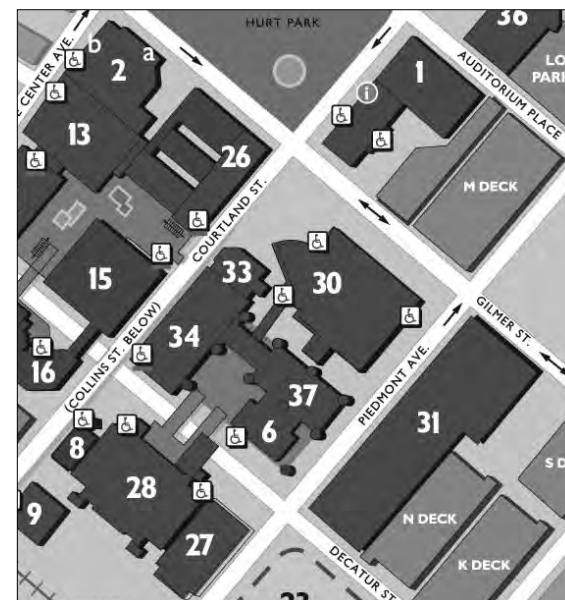 HURT PARK
36
E CENTER AVE.
b
a
2
1
LO
PARK
AUDITORIUM PLACE
i
13
26
M DECK
COURTLAND ST.
33
30
15
GILMER ST.
34
(COLLINS ST. BELOW)
16
PIEDMONT AVE.
37
6
31
8
S D
28
9
N DECK
27
K DECK
DECATUR ST
23